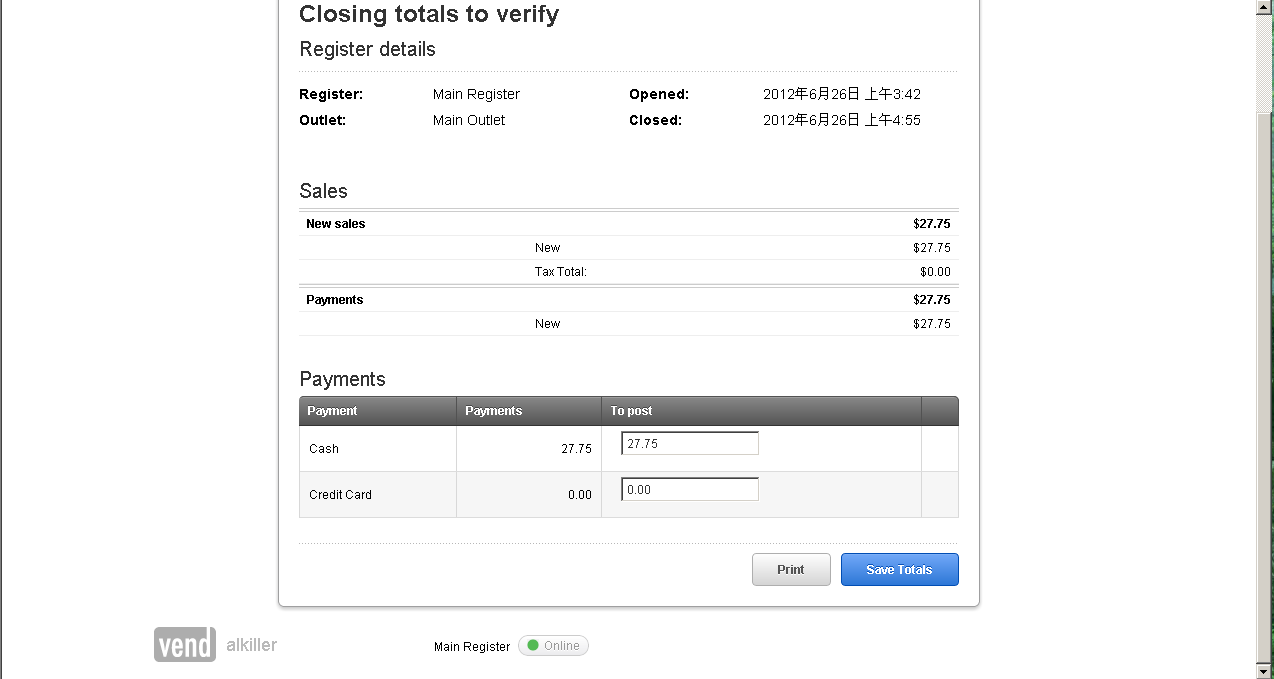 Closing totals to verify
Register details
Register: Main Register Opened: 2012年6月26日 上午3:42
Outlet: Main Outlet Closed: 2012年6月26日 上午4:55
Sales
New sales $27.75
New $27.75
Tax Total: $0.00
Payments $27.75
New $27.75
Payments
Payment Payments To post
Cash 27.75 27.75
Credit Card 0.00 0.00
Print Save Totals
vend alkiller Main Register Online